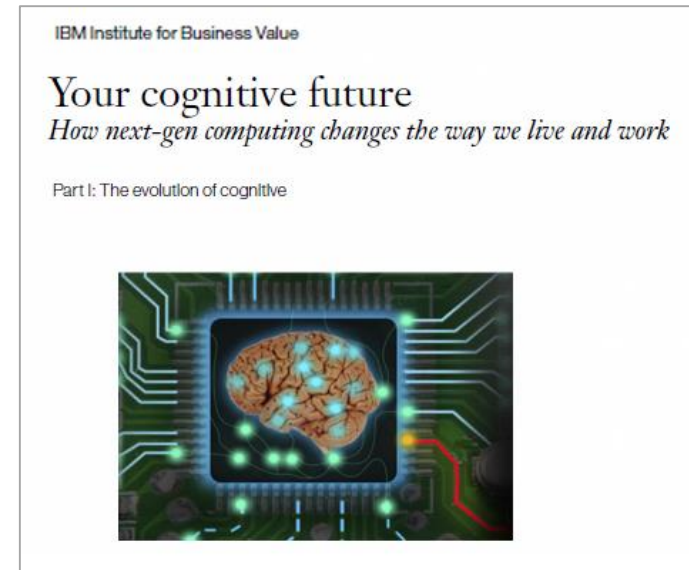 IBM Institute for Business Value
Your cognitive future
How next-gen computing changes the way we live and work
Part I: The evolution of cognitive